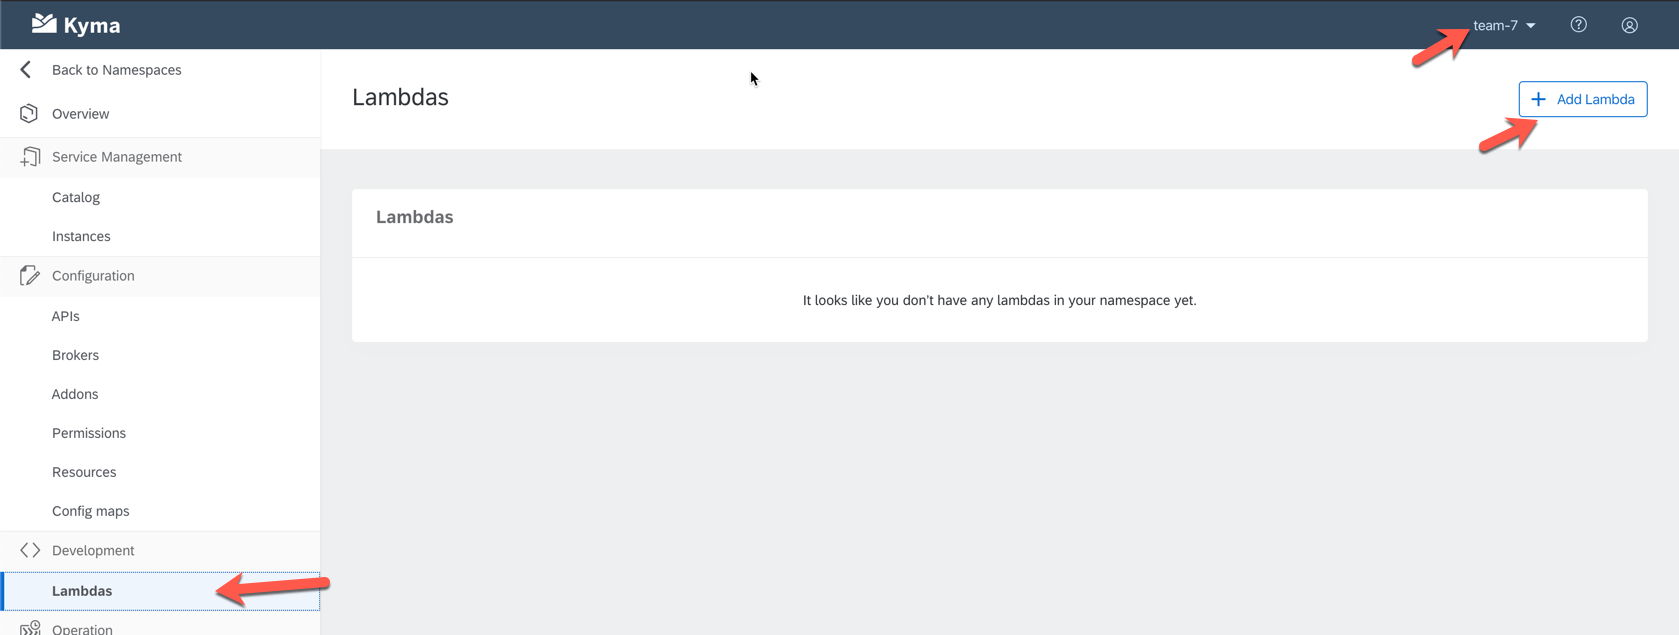 Kyma
team-7
Back to Namespaces
Overview
Service Management
Catalog
Instances
Configuration
APIs
Brokers
Addons
Permissions
Resources
Config maps
Development
Lambdas
Operation
Lambdas
Add Lambda
Lambdas
It looks like you don't have any lambdas in your namespace yet.